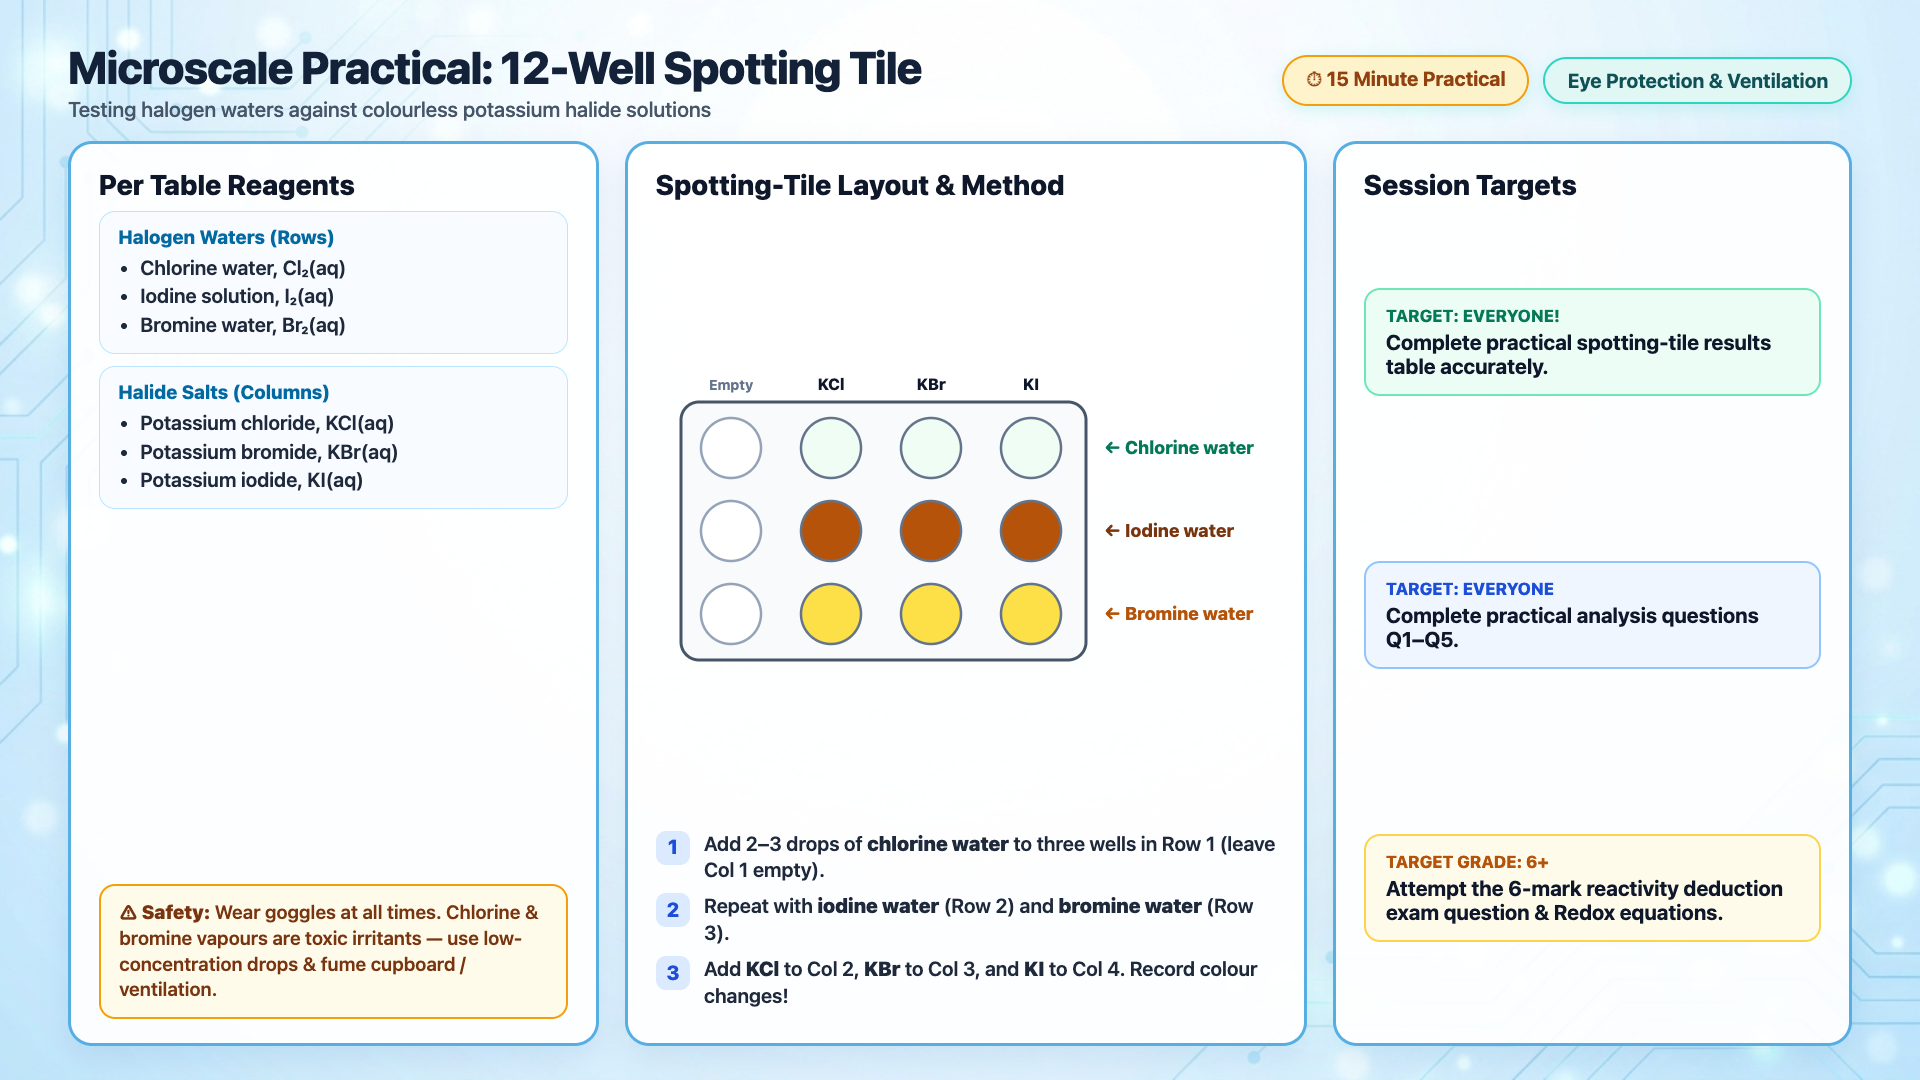 Microscale Practical: 12-Well Spotting Tile
Testing halogen waters against colourless potassium halide solutions
⏱ 15 Minute Practical
Eye Protection & Ventilation
Per Table Reagents
Halogen Waters (Rows)
• Chlorine water, Cl₂(aq)
• Iodine solution, I₂(aq)
• Bromine water, Br₂(aq)
Halide Salts (Columns)
• Potassium chloride, KCl(aq)
• Potassium bromide, KBr(aq)
• Potassium iodide, KI(aq)
⚠ Safety: Wear goggles at all times. Chlorine &
bromine vapours are toxic irritants — use low-
concentration drops & fume cupboard /
ventilation.
Spotting-Tile Layout & Method
Empty KCl KBr KI
← Chlorine water
← Iodine water
← Bromine water
1 Add 2–3 drops of chlorine water to three wells in Row 1 (leave
Col 1 empty).
2 Repeat with iodine water (Row 2) and bromine water (Row
3).
3 Add KCl to Col 2, KBr to Col 3, and KI to Col 4. Record colour
changes!
Session Targets
TARGET: EVERYONE!
Complete practical spotting-tile results
table accurately.
TARGET: EVERYONE
Complete practical analysis questions
Q1–Q5.
TARGET GRADE: 6+
Attempt the 6-mark reactivity deduction
exam question & Redox equations.